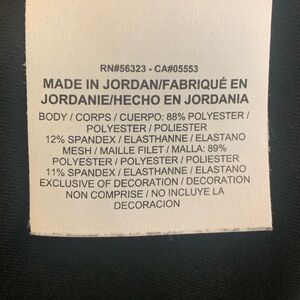 RN#56323 - CA#05553
MADE IN JORDAN/FABRIQUÉ EN
JORDANIE/HECHO EN JORDANIA
BODY / CORPS / CUERPO: 88% POLYESTER /
POLYESTER / POLIESTER
12% SPANDEX / ELASTHANNE / ELASTANO
MESH / MAILLE FILET / MALLA: 89%
POLYESTER / POLYESTER / POLIESTER
11% SPANDEX / ELASTHANNE / ELASTANO
EXCLUSIVE OF DECORATION / DECORATION
NON COMPRISE / NO INCLUYE LA
DECORACION